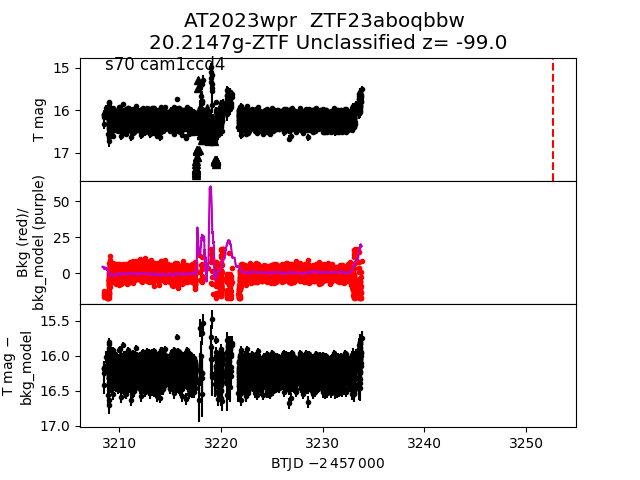 AT2023wpr ZTF23aboqbbw
20.2147g-ZTF Unclassified z= -99.0
s70 cam1ccd4
15
16
17
T mag
50
25
0
Bkg (red)/
bkg_model (purple)
15.5
16.0
16.5
17.0
T mag −
bkg_model
3210 3220 3230 3240 3250
BTJD −2 457 000